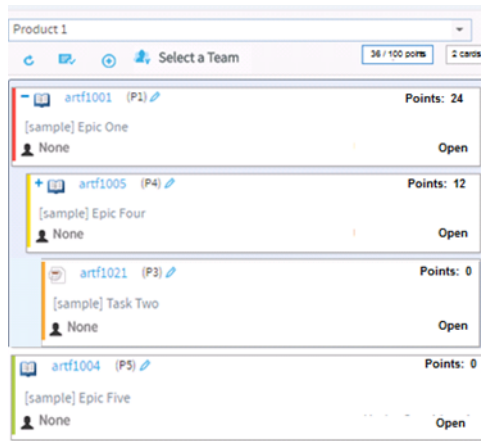 Product 1
Select a Team 36 / 100 points 2 cards
artf1001 (P1) Points: 24
[sample] Epic One
None Open
artf1005 (P4) Points: 12
[sample] Epic Four
None Open
artf1021 (P3) Points: 0
[sample] Task Two
None Open
artf1004 (P5) Points: 0
[sample] Epic Five
None Open